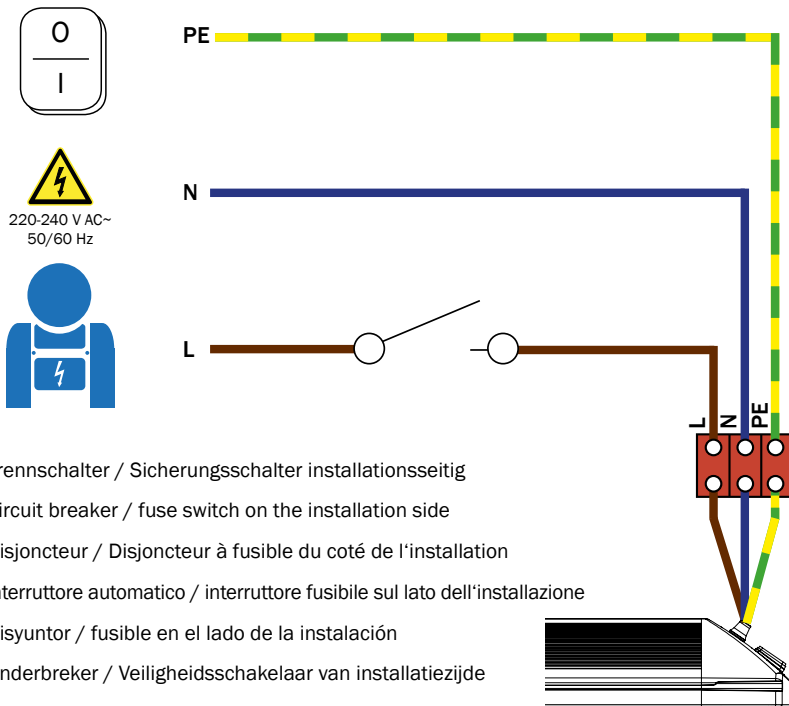 O
I
PE
N
220-240 V AC~
50/60 Hz
L
L
N
PE
rennschalter / Sicherungsschalter installationsseitig
ircuit breaker / fuse switch on the installation side
isjoncteur / Disjoncteur à fusible du coté de l‘installation
nterruttore automatico / interruttore fusibile sul lato dell‘installazione
isyuntor / fusible en el lado de la instalación
nderbreker / Veiligheidsschakelaar van installatiezijde